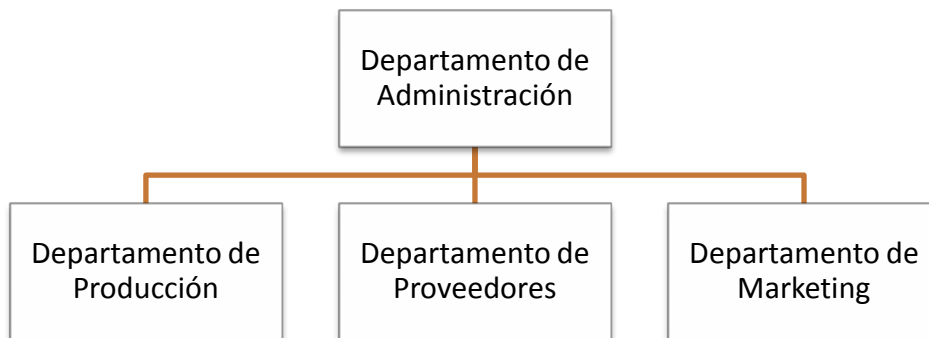 Departamento de
Administración
Departamento de
Producción
Departamento de
Proveedores
Departamento de
Marketing